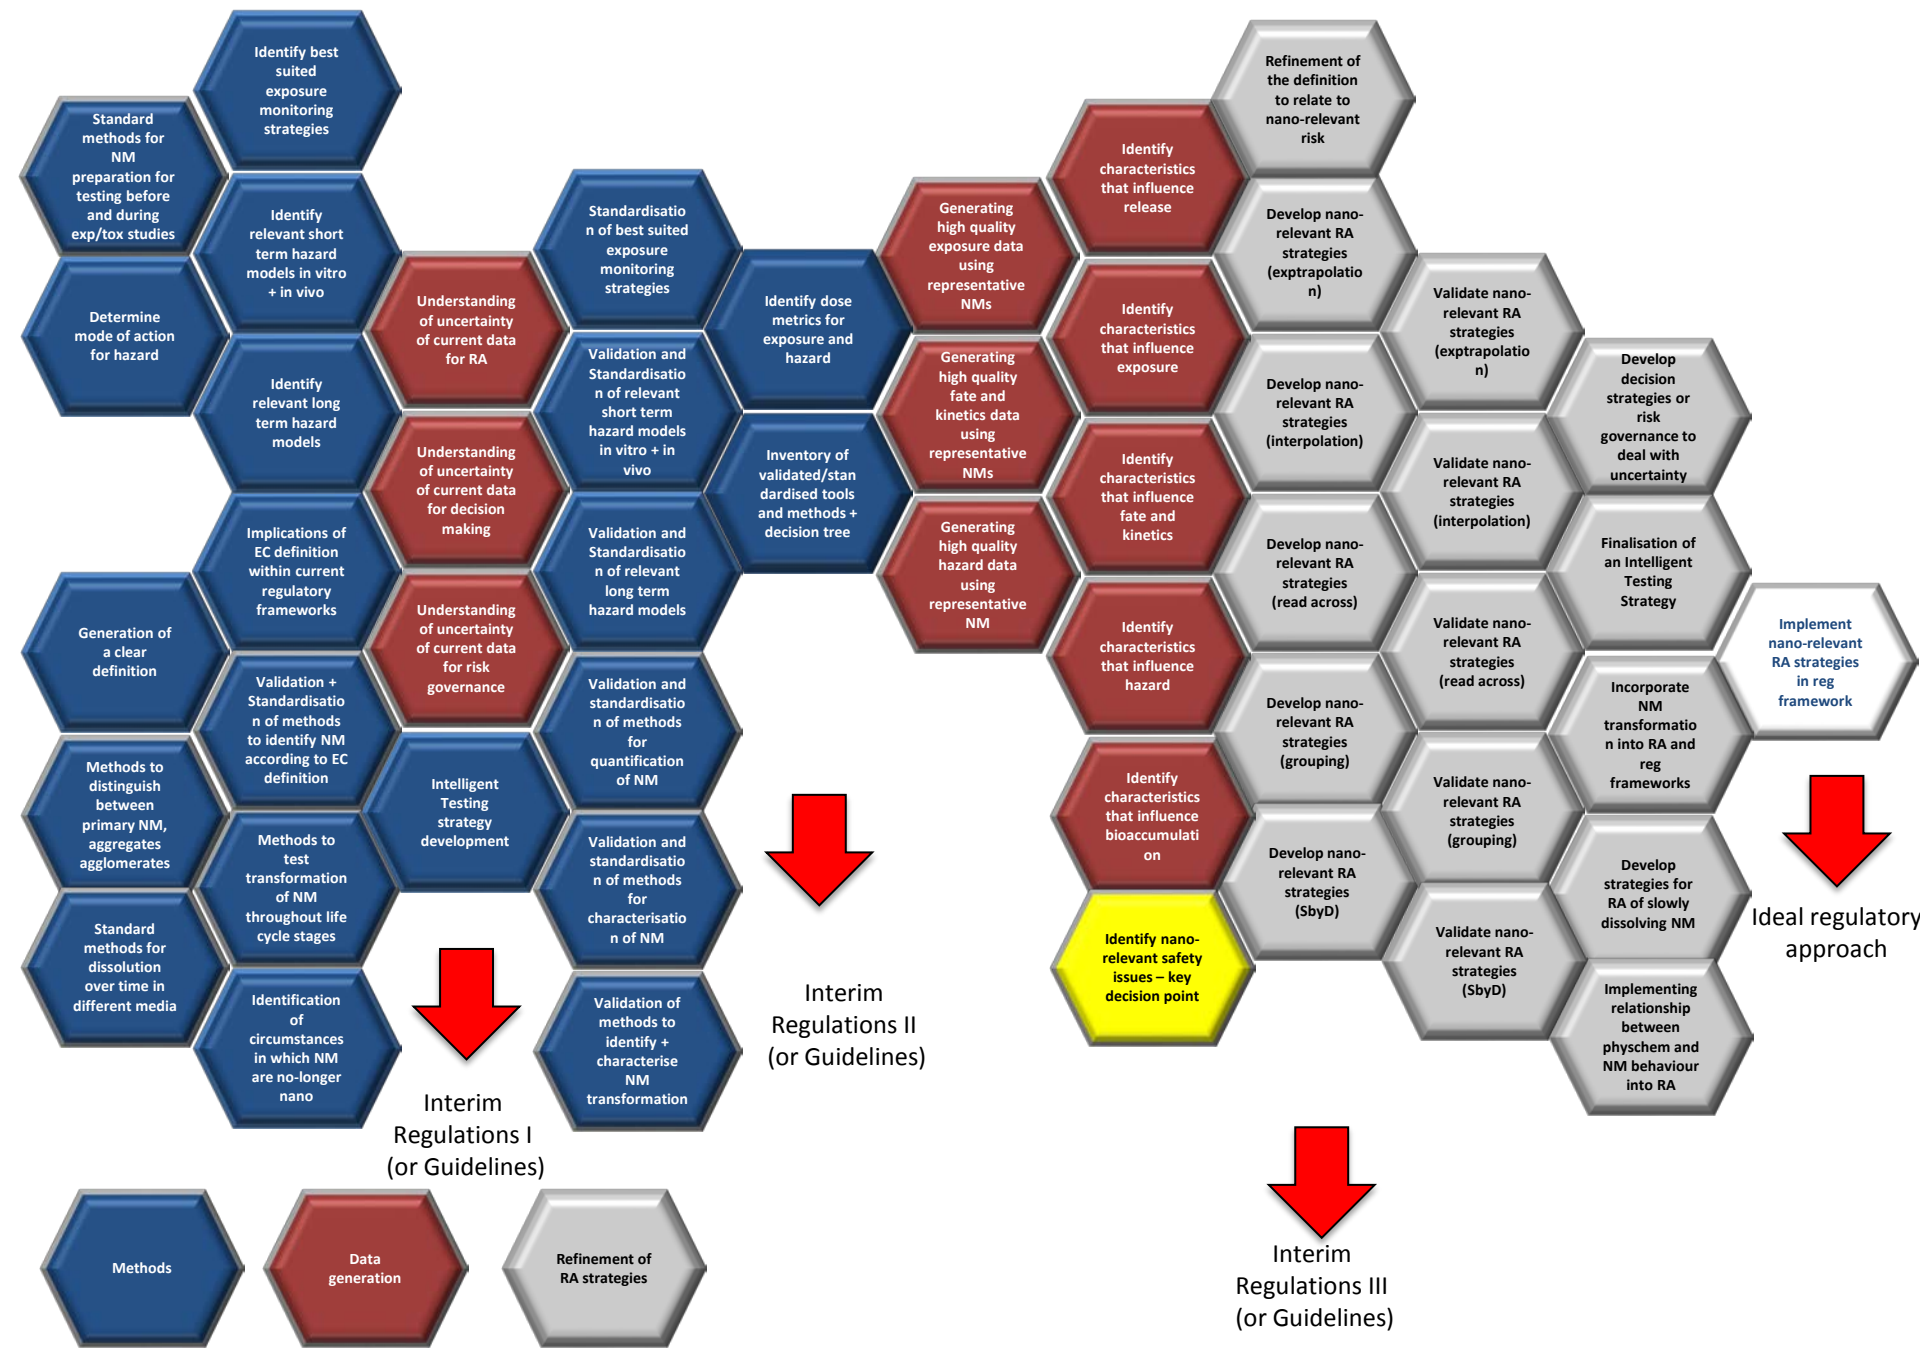 Identify best
suited
exposure
monitoring
strategies
Standard
methods for
NM
preparation for
testing before
and during
exp/tox studies
Identify
relevant short
term hazard
models in vitro
+ in vivo
Determine
mode of action
for hazard
Identify
relevant long
term hazard
models
Implications of
EC definition
within current
regulatory
frameworks
Generation of
a clear
definition
Validation +
Standardisatio
n of methods
to identify NM
according to EC
definition
Methods to
distinguish
between
primary NM,
aggregates
agglomerates
Methods to
test
transformation
of NM
throughout life
cycle stages
Standard
methods for
dissolution
over time in
different media
Identification
of
circumstances
in which NM
are no-longer
nano
Understanding
of uncertainty
of current data
for RA
Understanding
of uncertainty
of current data
for decision
making
Understanding
of uncertainty
of current data
for risk
governance
Intelligent
Testing
strategy
development
Interim
Regulations I
(or Guidelines)
Standardisatio
n of best suited
exposure
monitoring
strategies
Validation and
Standardisatio
n of relevant
short term
hazard models
in vitro + in
vivo
Validation and
Standardisatio
n of relevant
long term
hazard models
Validation and
standardisatio
n of methods
for
quantification
of NM
Validation and
standardisatio
n of methods
for
characterisatio
n of NM
Validation of
methods to
identify +
characterise
NM
transformation
Identify dose
metrics for
exposure and
hazard
Inventory of
validated/stan
dardised tools
and methods +
decision tree
Interim
Regulations II
(or Guidelines)
Generating
high quality
exposure data
using
representative
NMs
Generating
high quality
fate and
kinetics data
using
representative
NMs
Generating
high quality
hazard data
using
representative
NM
Identify
characteristics
that influence
release
Identify
characteristics
that influence
exposure
Identify
characteristics
that influence
fate and
kinetics
Identify
characteristics
that influence
hazard
Identify
characteristics
that influence
bioaccumulati
on
Identify nano-
relevant safety
issues – key
decision point
Refinement of
the definition
to relate to
nano-relevant
risk
Develop nano-
relevant RA
strategies
(exptrapolatio
n)
Develop nano-
relevant RA
strategies
(interpolation)
Develop nano-
relevant RA
strategies
(read across)
Develop nano-
relevant RA
strategies
(grouping)
Develop nano-
relevant RA
strategies
(SbyD)
Interim
Regulations III
(or Guidelines)
Validate nano-
relevant RA
strategies
(exptrapolatio
n)
Validate nano-
relevant RA
strategies
(interpolation)
Validate nano-
relevant RA
strategies
(read across)
Validate nano-
relevant RA
strategies
(grouping)
Validate nano-
relevant RA
strategies
(SbyD)
Develop
decision
strategies or
risk
governance to
deal with
uncertainty
Finalisation of
an Intelligent
Testing
Strategy
Incorporate
NM
transformatio
n into RA and
reg
frameworks
Develop
strategies for
RA of slowly
dissolving NM
Implementing
relationship
between
physchem and
NM behaviour
into RA
Implement
nano-relevant
RA strategies
in reg
framework
Ideal regulatory
approach
Methods
Data
generation
Refinement of
RA strategies